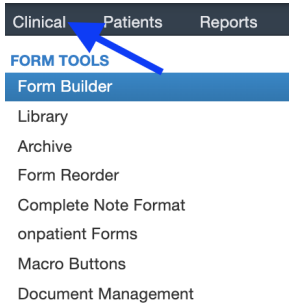 Clinical Patients Reports
FORM TOOLS
Form Builder
Library
Archive
Form Reorder
Complete Note Format
onpatient Forms
Macro Buttons
Document Management